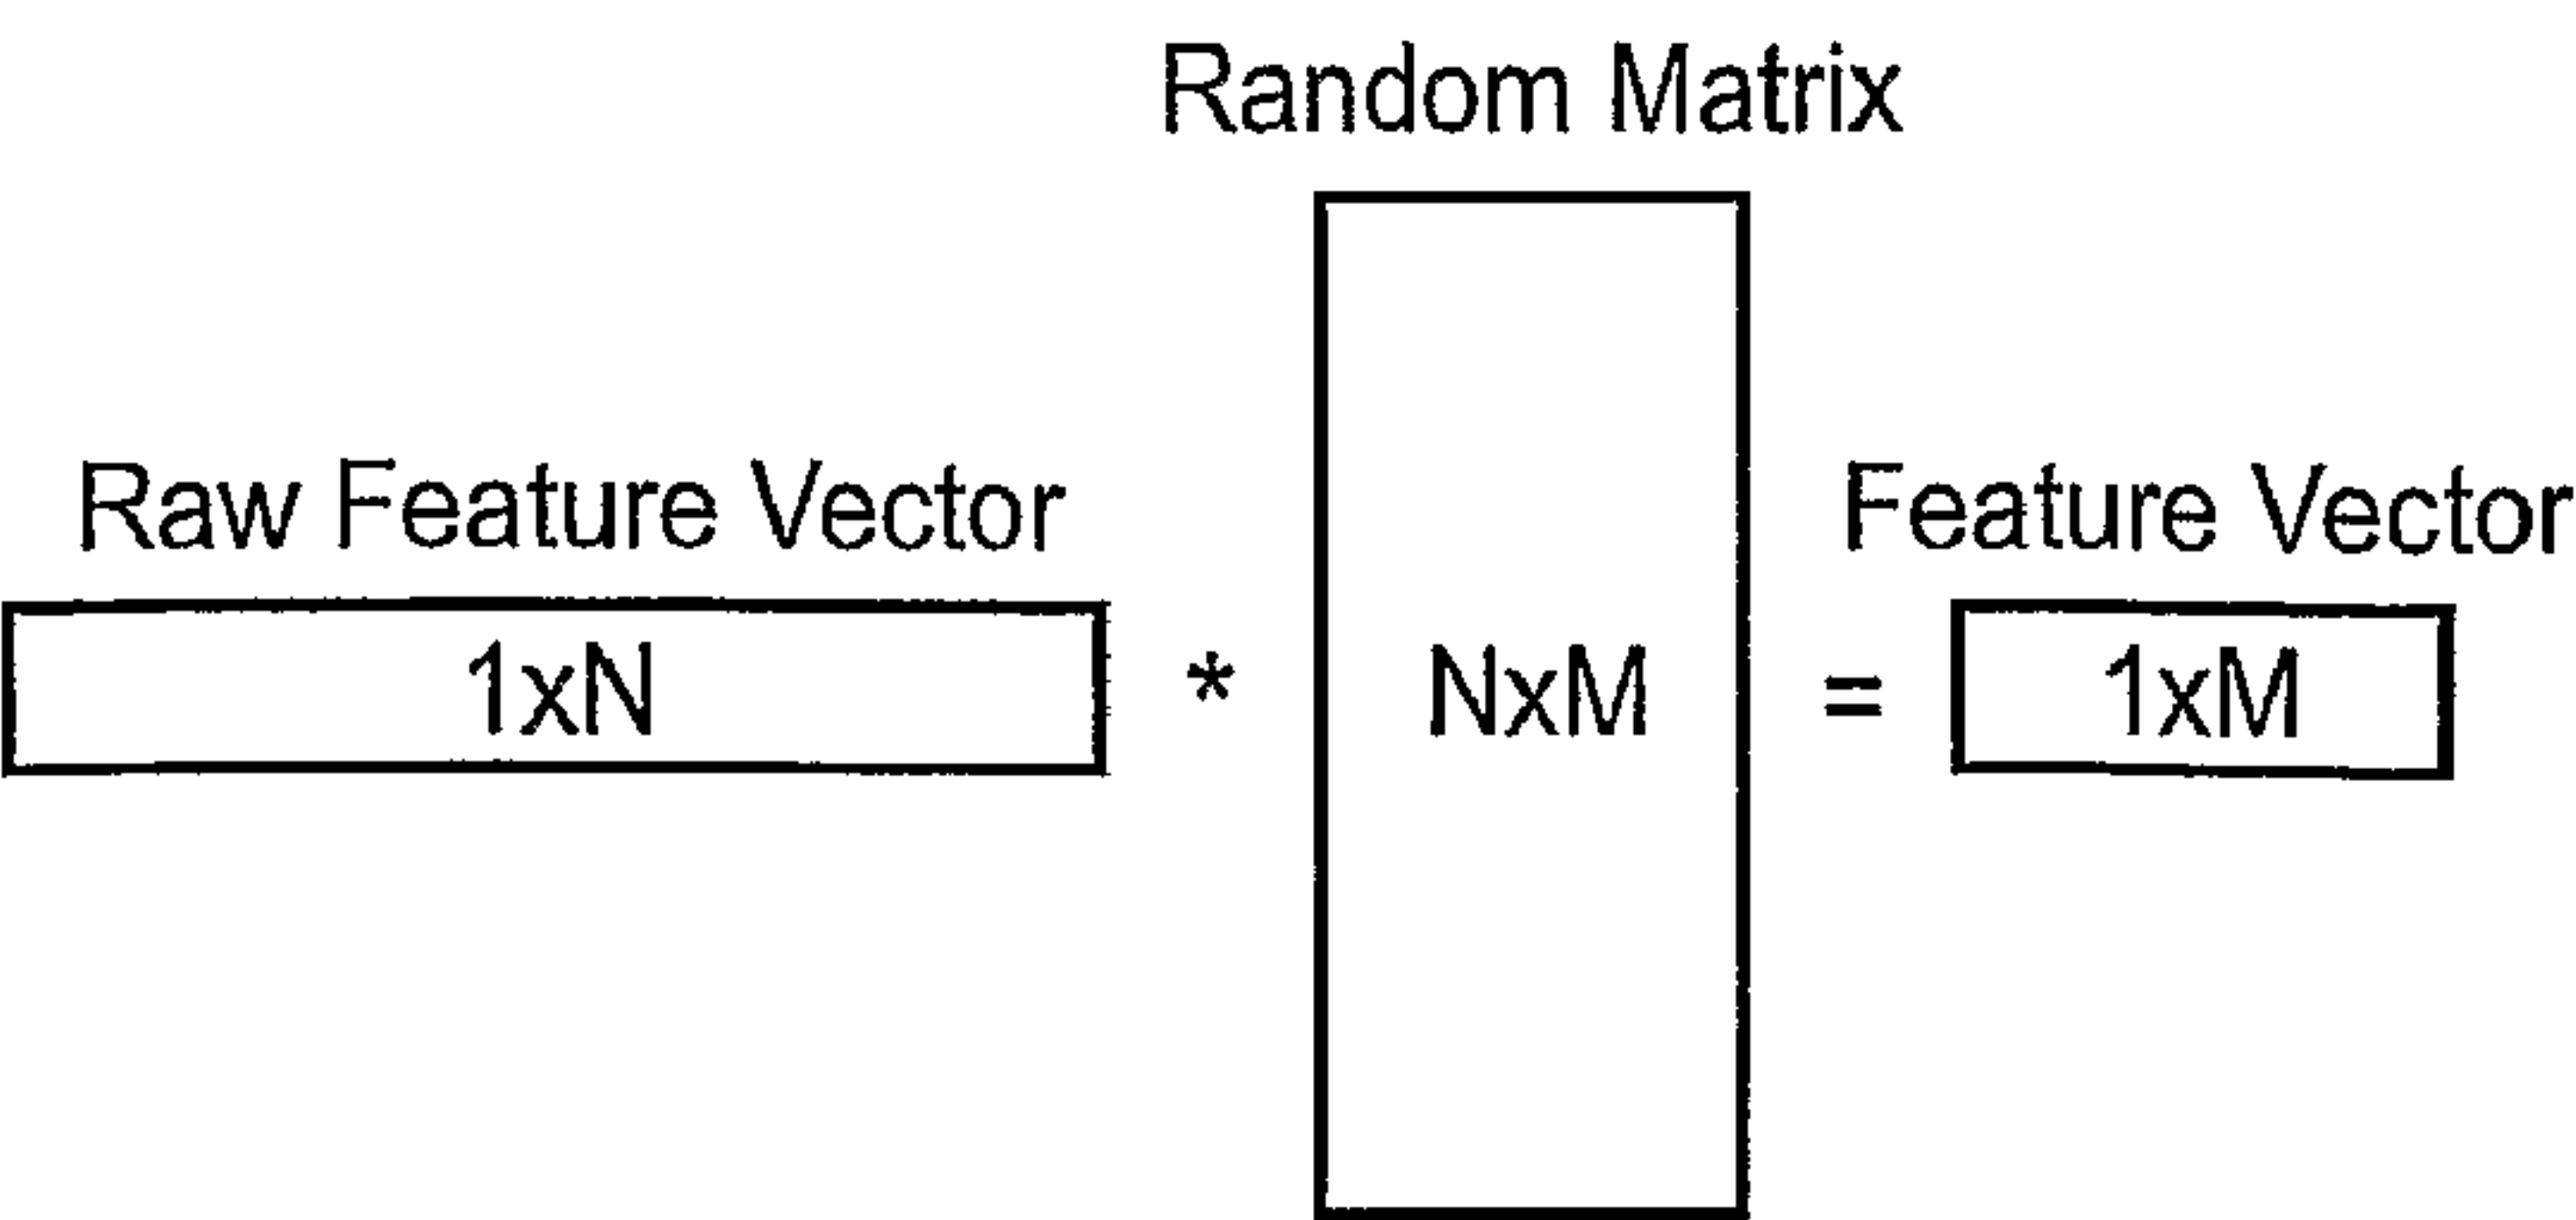 Random Matrix
Raw Feature Vector
Feature Vector
1xN * NxM = 1xM